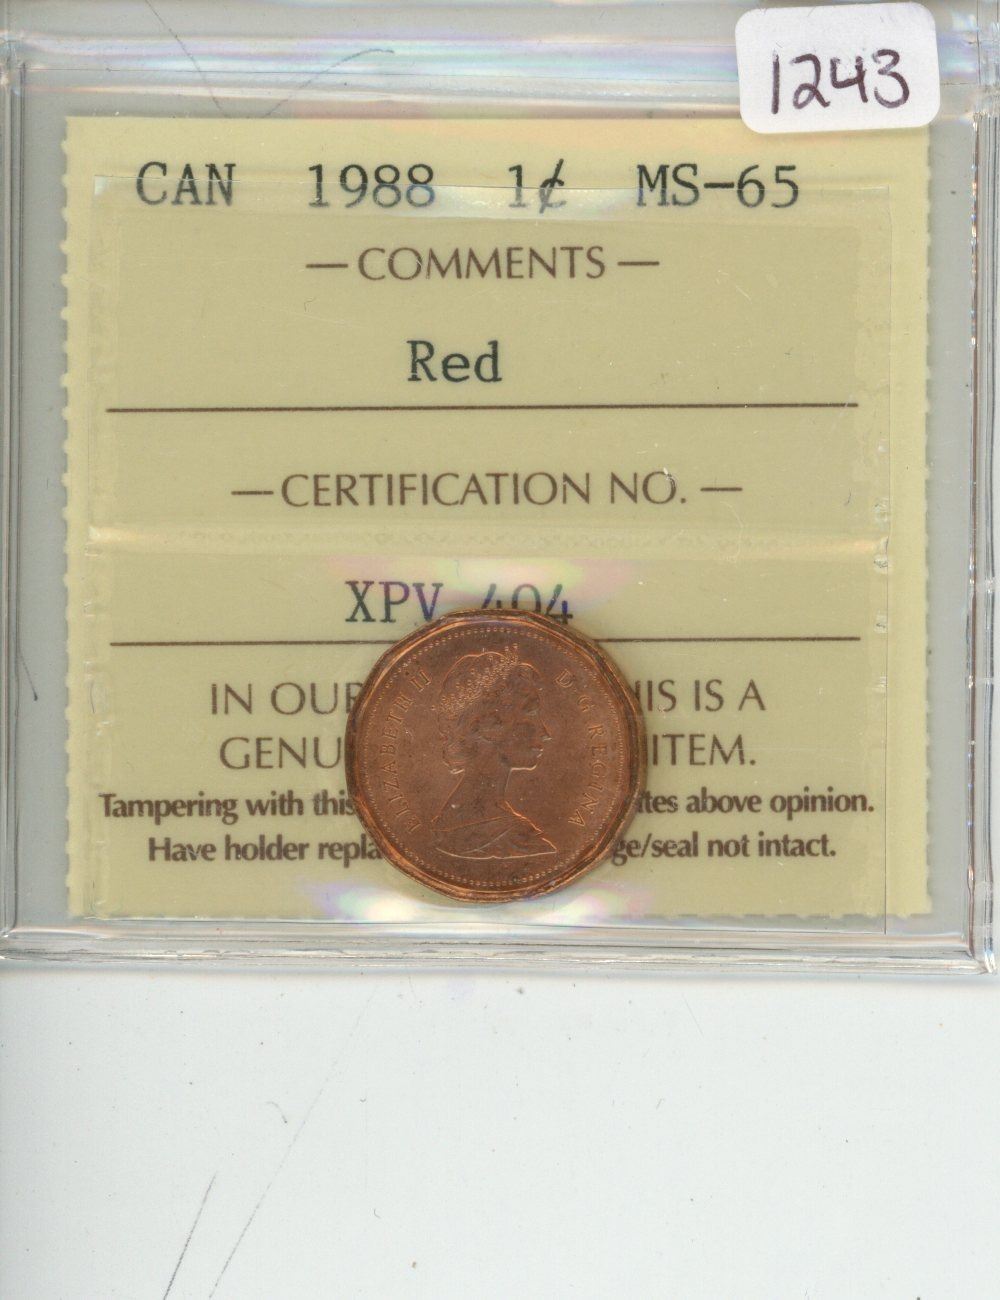 1243
CAN 1988 1¢ MS-65
— COMMENTS —
Red
— CERTIFICATION NO. —
XPV 404
IN OUR IS IS A
GENU ITEM.
Tampering with this tes above opinion.
Have holder repla ge/seal not intact.
ELIZABETH II D·G·REGINA